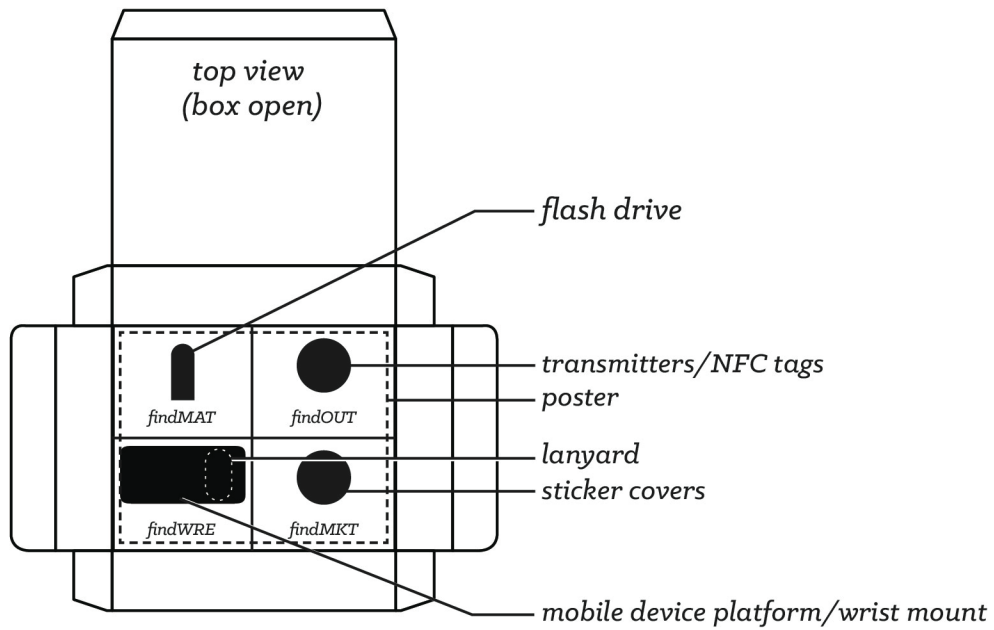 top view
(box open)
flash drive
transmitters/NFC tags
poster
findMAT
findOUT
lanyard
sticker covers
findWRE
findMKT
mobile device platform/wrist mount